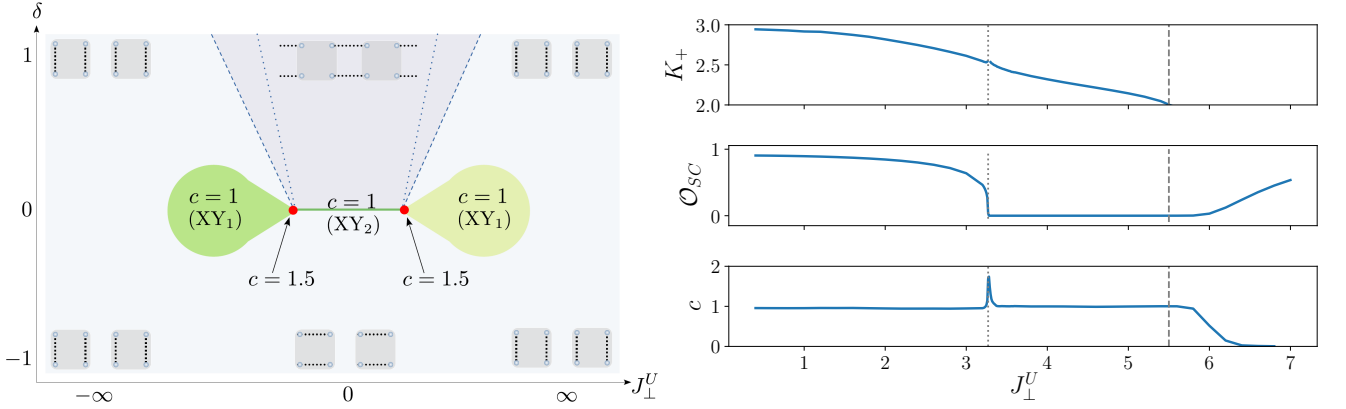 δ
1
0
−1
c = 1
(XY₁)
c = 1
(XY₂)
c = 1
(XY₁)
c = 1.5
c = 1.5
−∞
0
∞
J⊥ᵁ
K₊
3.0
2.5
2.0
𝒪_SC
1
0
c
2
1
0
1
2
3
4
5
6
7
J⊥ᵁ